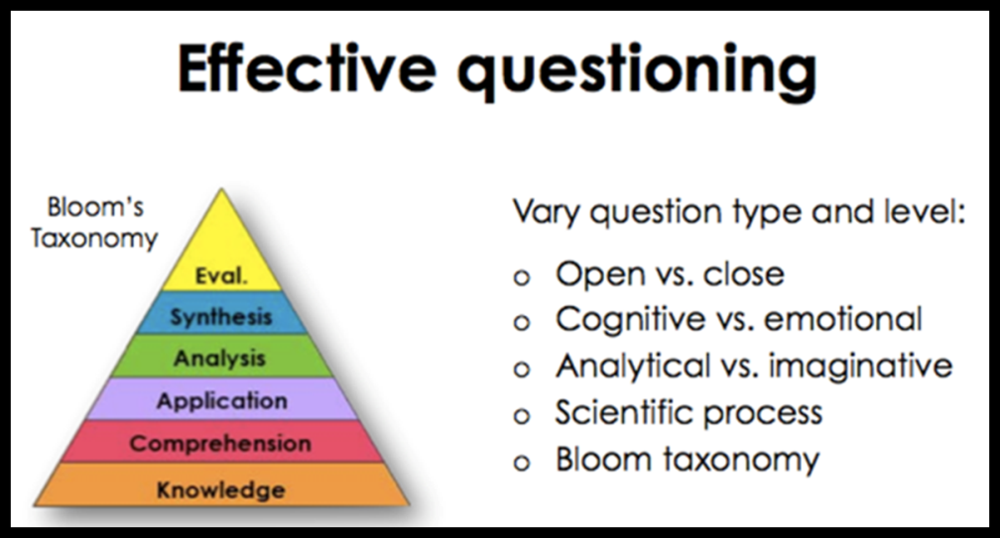 Effective questioning
Bloom's
Taxonomy
Eval.
Synthesis
Analysis
Application
Comprehension
Knowledge
Vary question type and level:
o Open vs. close
o Cognitive vs. emotional
o Analytical vs. imaginative
o Scientific process
o Bloom taxonomy